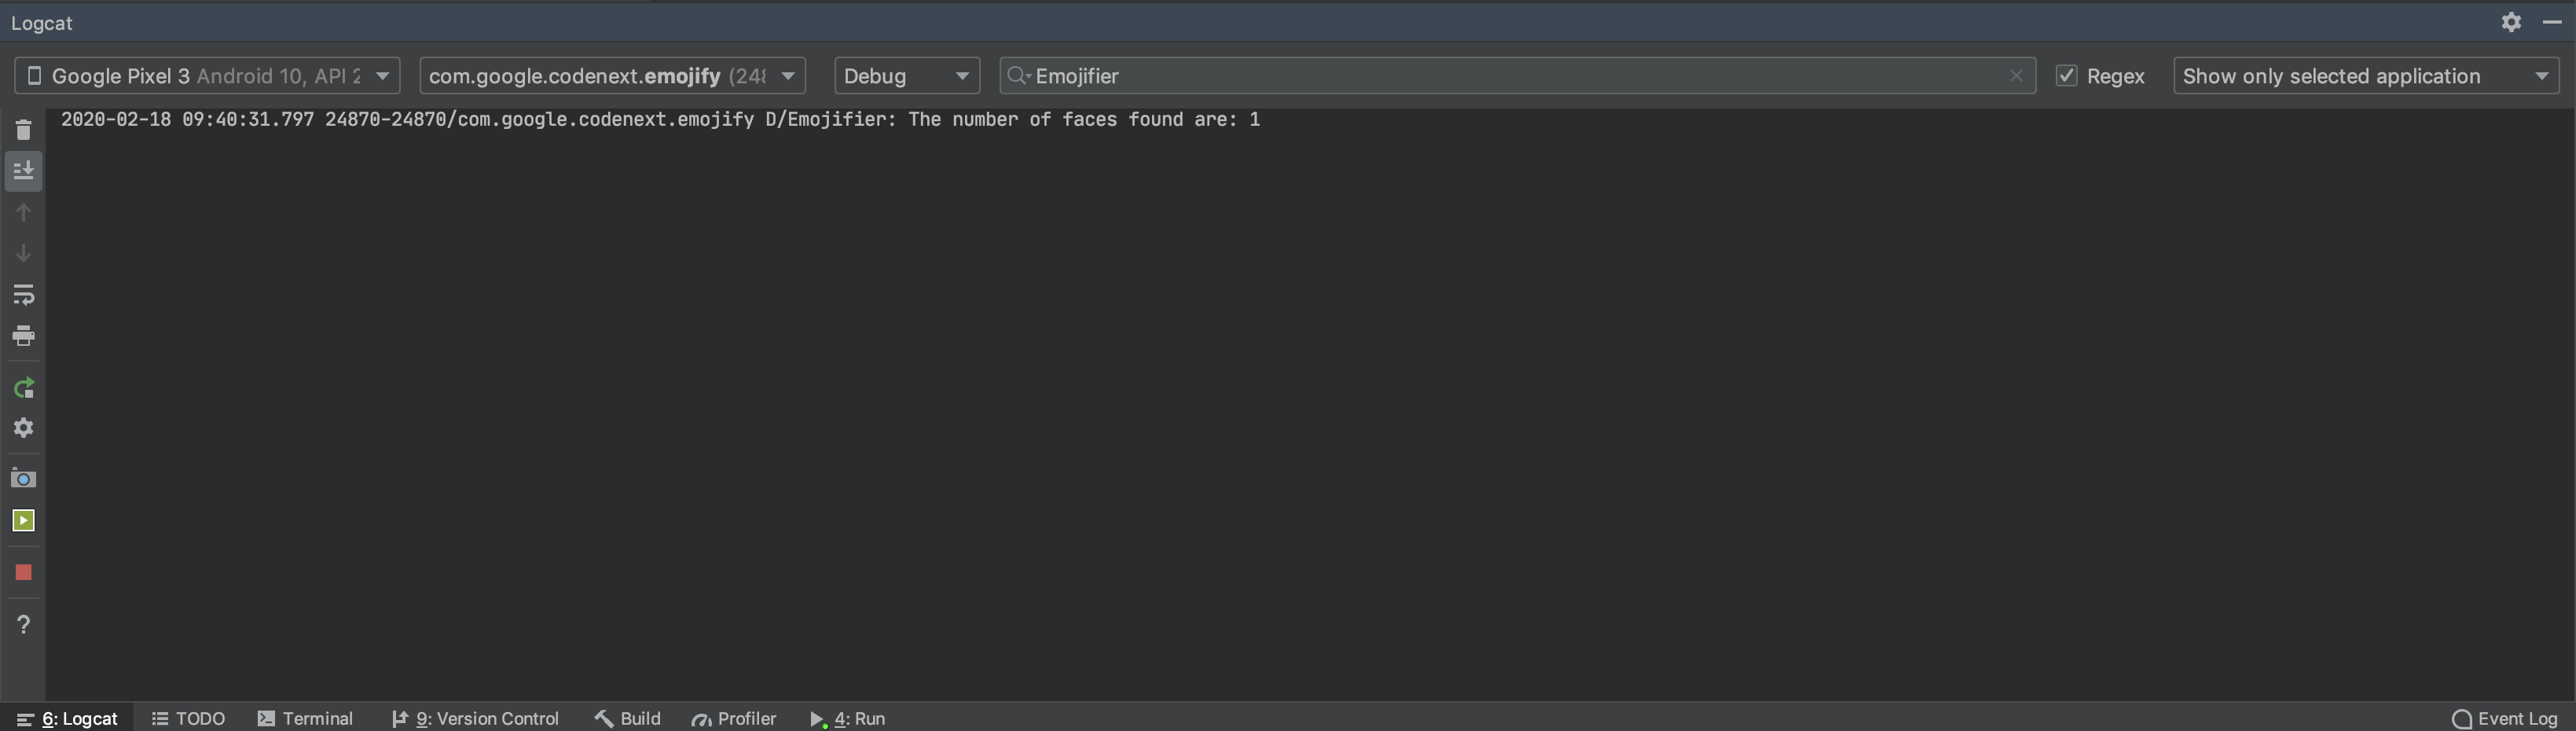 Logcat
Google Pixel 3 Android 10, API 2
com.google.codenext.emojify (248
Debug
Emojifier
Regex
Show only selected application
2020-02-18 09:40:31.797 24870-24870/com.google.codenext.emojify D/Emojifier: The number of faces found are: 1
6: Logcat
TODO
Terminal
9: Version Control
Build
Profiler
4: Run
Event Log